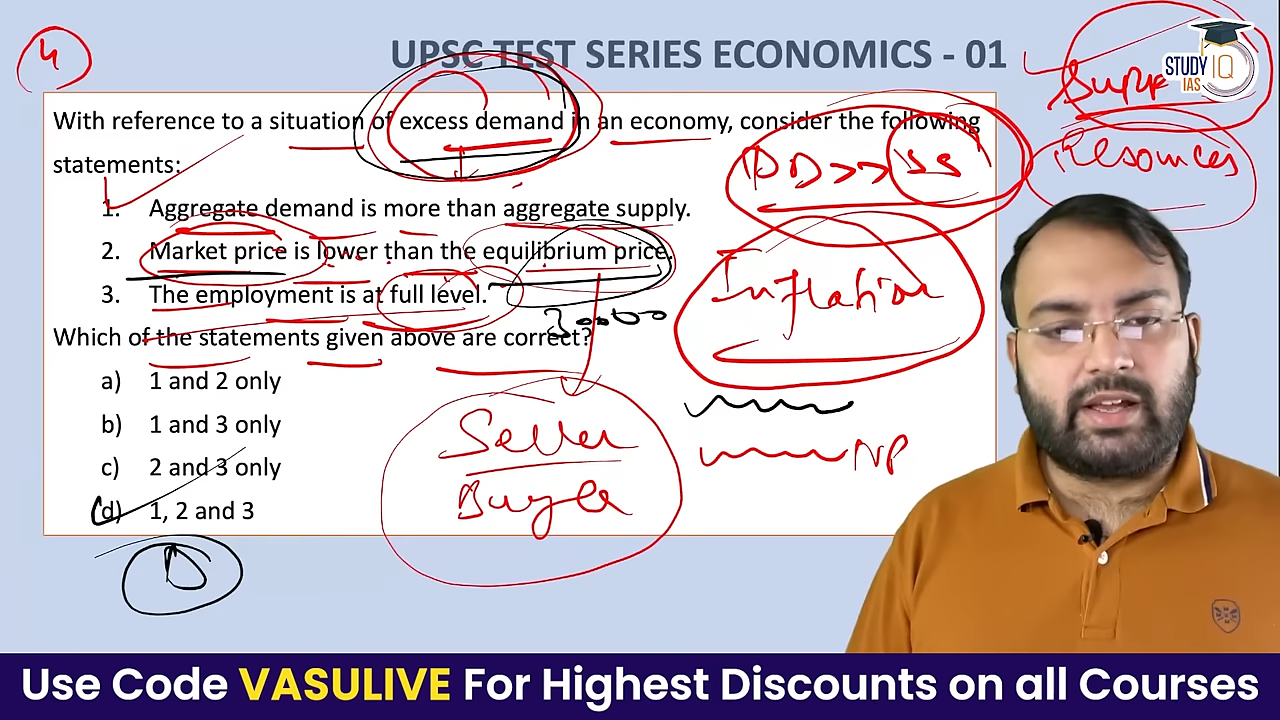 4
UPSC TEST SERIES ECONOMICS - 01
STUDY IQ
IAS
With reference to a situation of excess demand in an economy, consider the following
statements:
DD>>SS
Resources
1. Aggregate demand is more than aggregate supply.
2. Market price is lower than the equilibrium price.
3. The employment is at full level.
Inflation
Which of the statements given above are correct?
a) 1 and 2 only
b) 1 and 3 only
c) 2 and 3 only
d) 1, 2 and 3
Seller
Buyer
NP
D
Use Code VASULIVE For Highest Discounts on all Courses